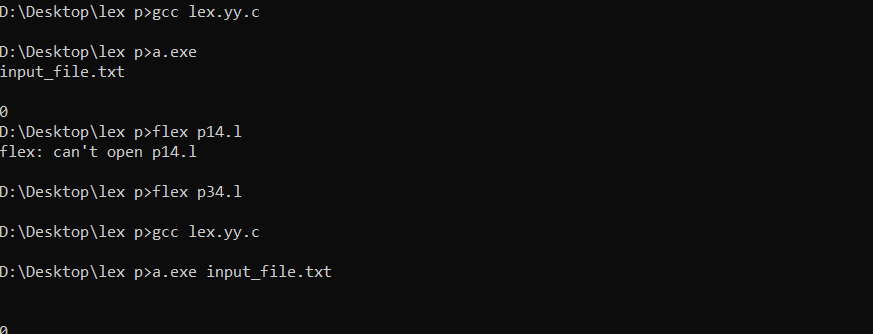 D:\Desktop\lex p>gcc lex.yy.c
D:\Desktop\lex p>a.exe
input_file.txt
0
D:\Desktop\lex p>flex p14.l
flex: can't open p14.l
D:\Desktop\lex p>flex p34.l
D:\Desktop\lex p>gcc lex.yy.c
D:\Desktop\lex p>a.exe input_file.txt
0